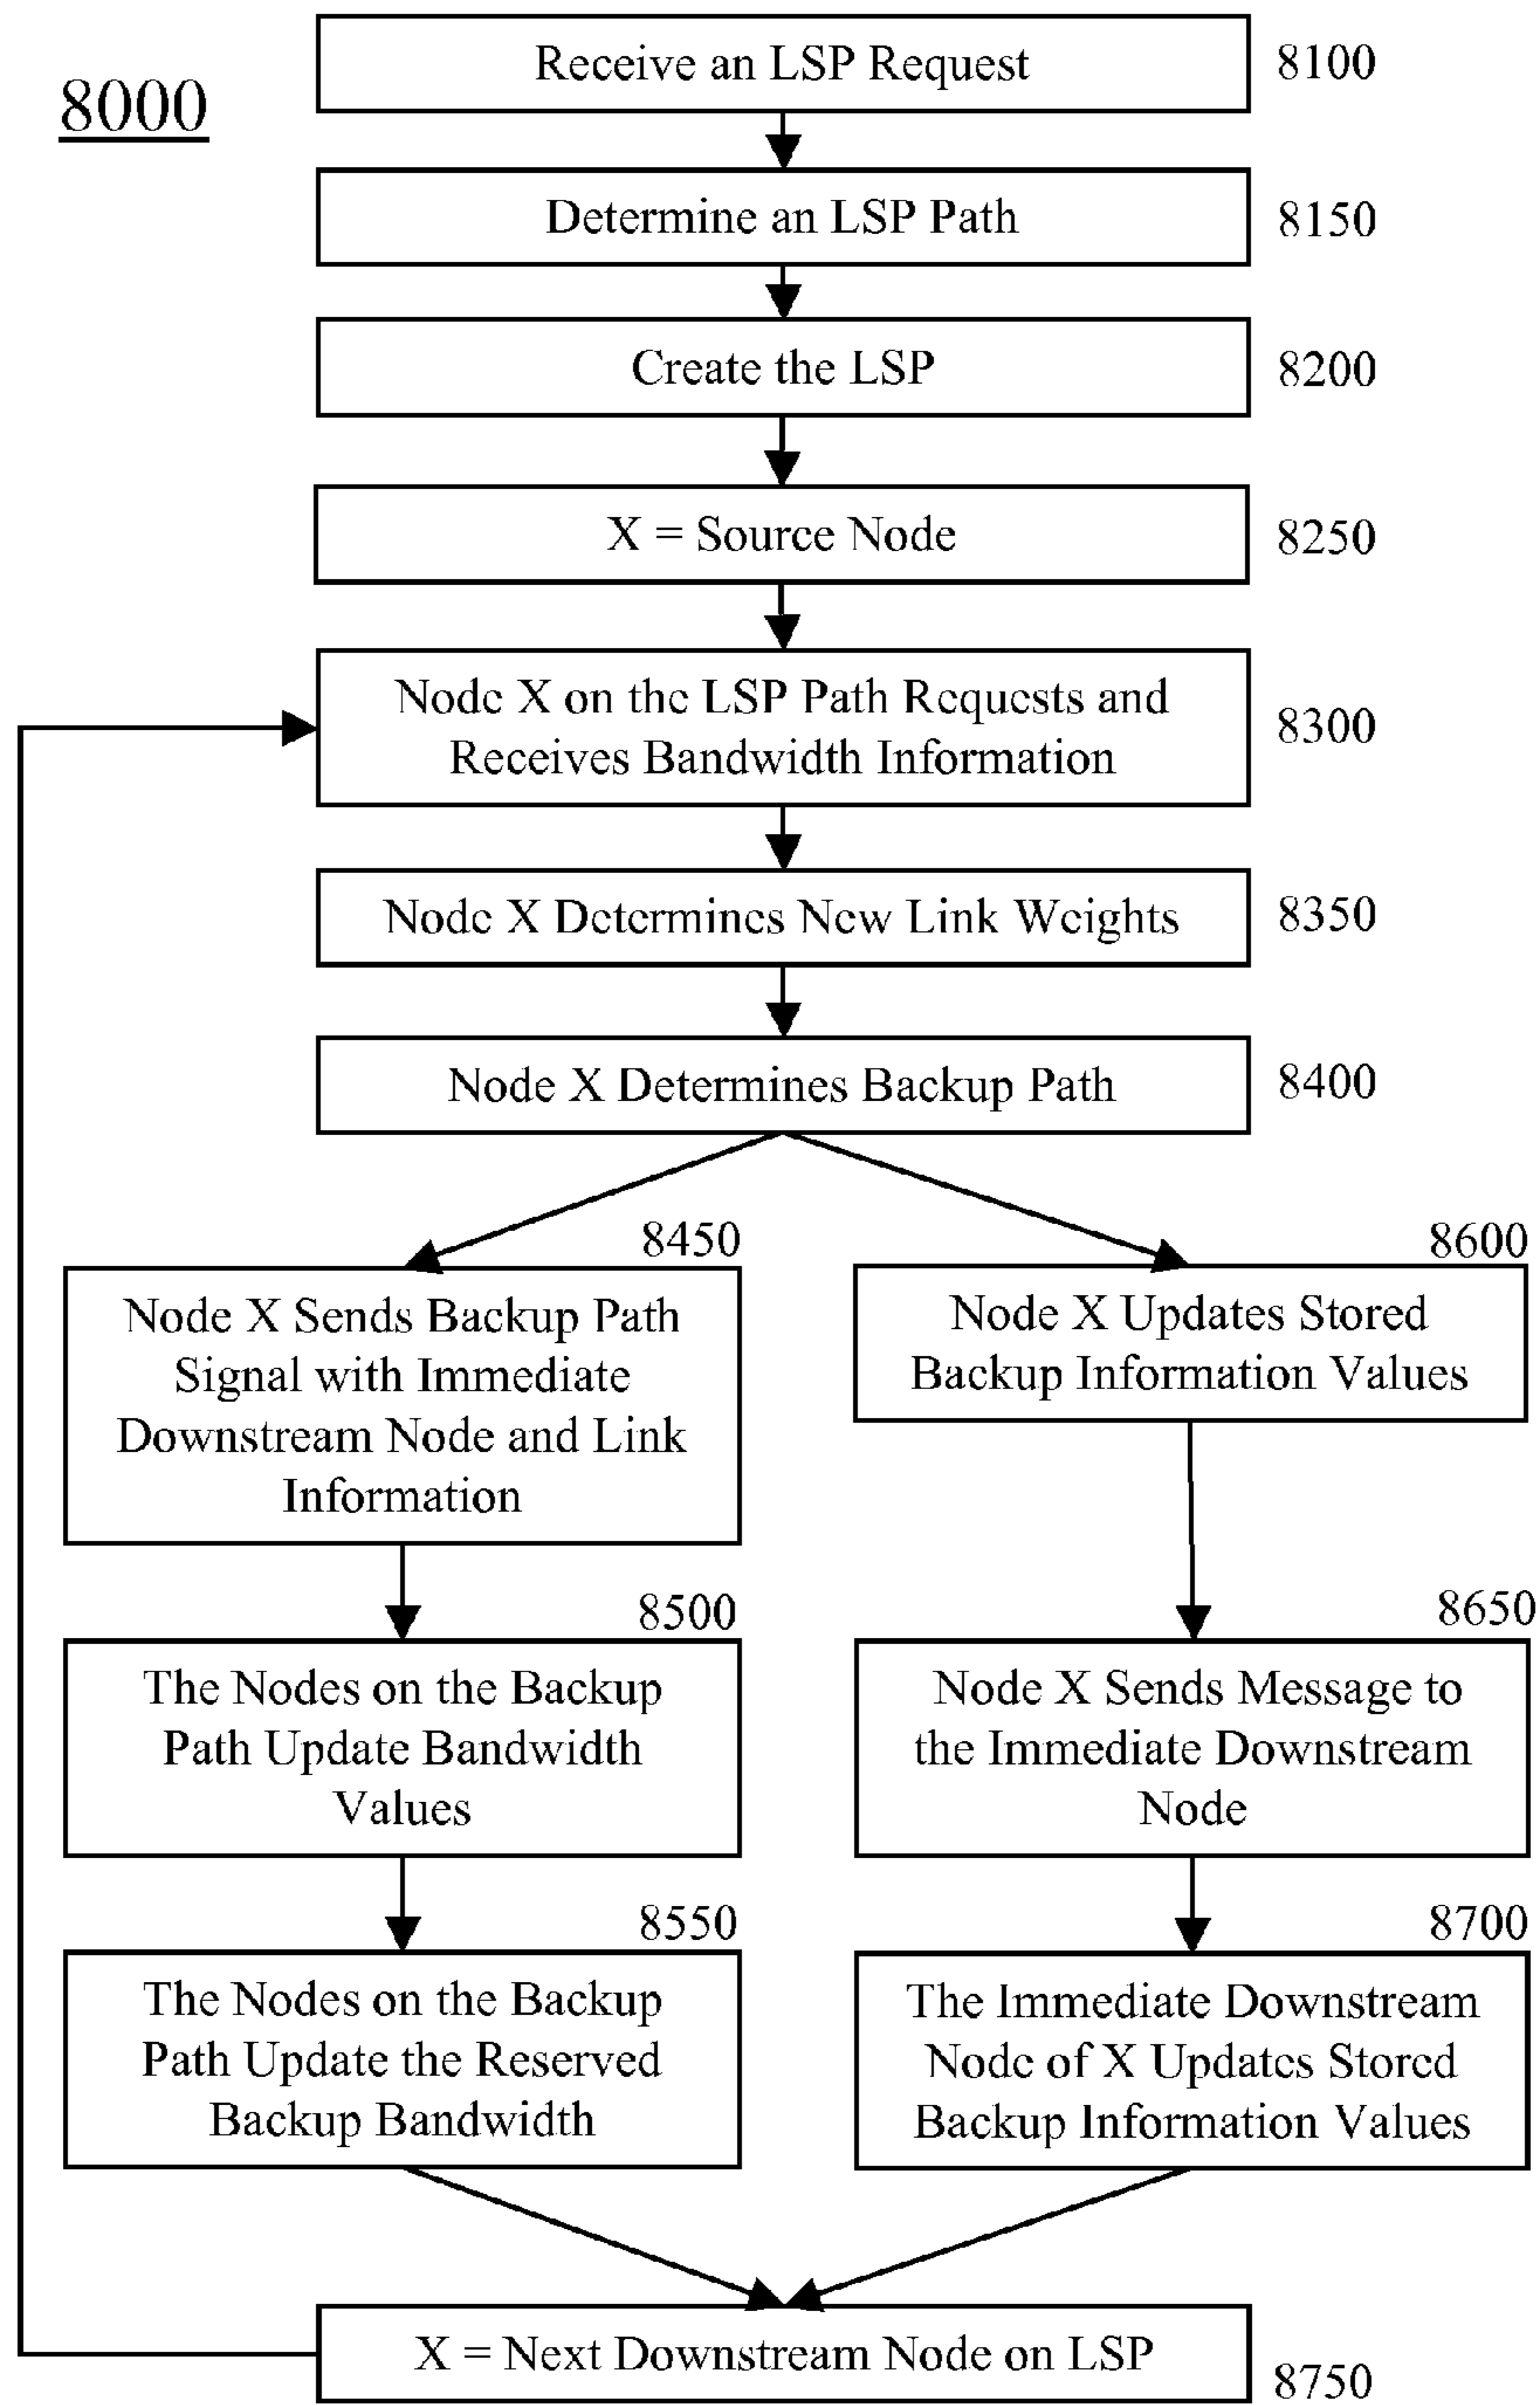 8000
Receive an LSP Request
8100
Determine an LSP Path
8150
Create the LSP
8200
X = Source Node
8250
Node X on the LSP Path Requests and
Receives Bandwidth Information
8300
Node X Determines New Link Weights
8350
Node X Determines Backup Path
8400
8450
Node X Sends Backup Path
Signal with Immediate
Downstream Node and Link
Information
8500
The Nodes on the Backup
Path Update Bandwidth
Values
8550
The Nodes on the Backup
Path Update the Reserved
Backup Bandwidth
8600
Node X Updates Stored
Backup Information Values
8650
Node X Sends Message to
the Immediate Downstream
Node
8700
The Immediate Downstream
Node of X Updates Stored
Backup Information Values
X = Next Downstream Node on LSP
8750